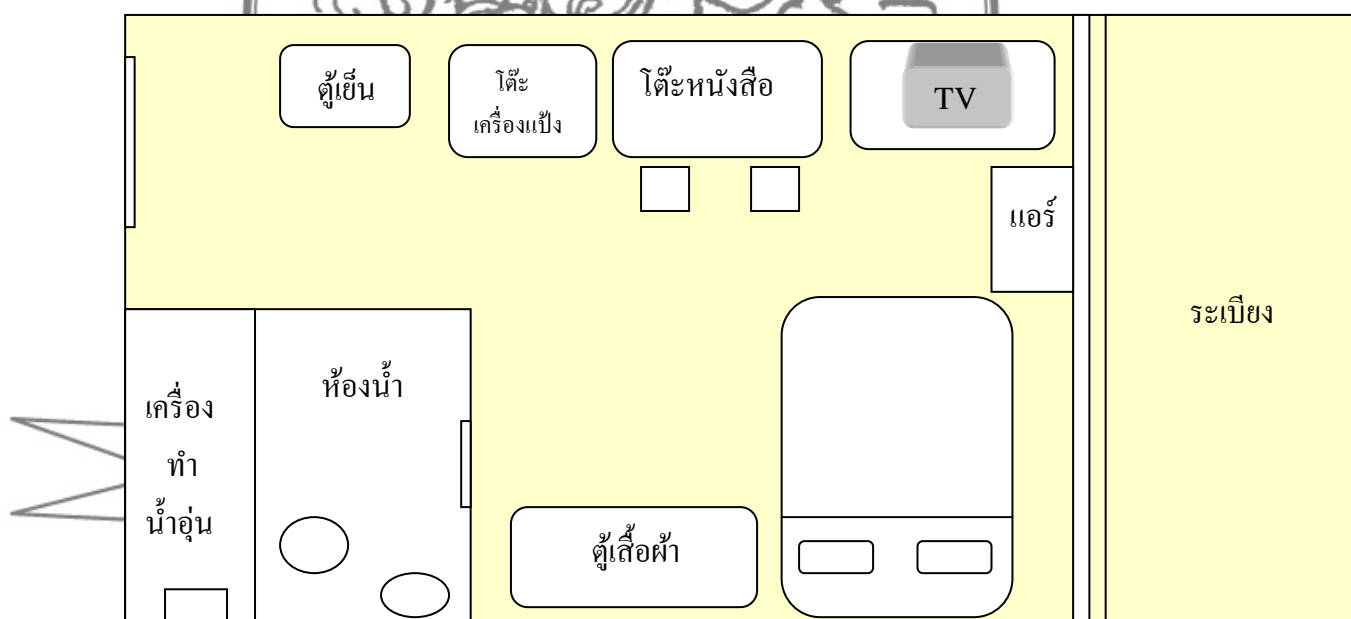 ตู้เย็น
โต๊ะ
เครื่องแป้ง
โต๊ะหนังสือ
TV
แอร์
ระเบียง
เครื่อง
ทำ
น้ำอุ่น
ห้องน้ำ
ตู้เสื้อผ้า